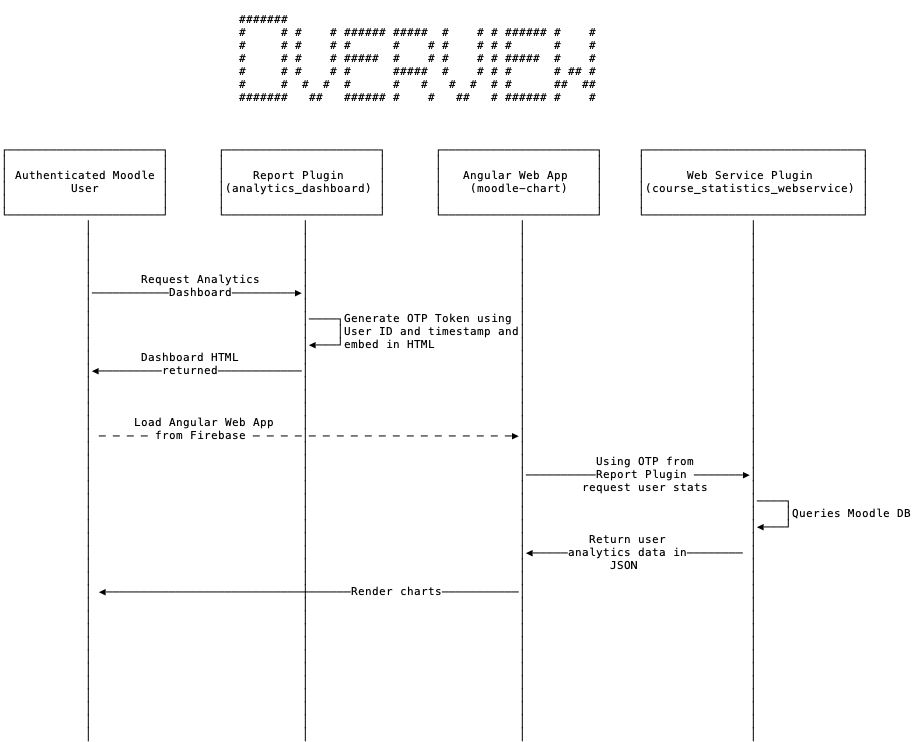 OVERVIEW
Authenticated Moodle
User
Report Plugin
(analytics_dashboard)
Angular Web App
(moodle-chart)
Web Service Plugin
(course_statistics_webservice)
Request Analytics
Dashboard
Generate OTP Token using
User ID and timestamp and
embed in HTML
Dashboard HTML
returned
Load Angular Web App
from Firebase
Using OTP from
Report Plugin
request user stats
Queries Moodle DB
Return user
analytics data in
JSON
Render charts